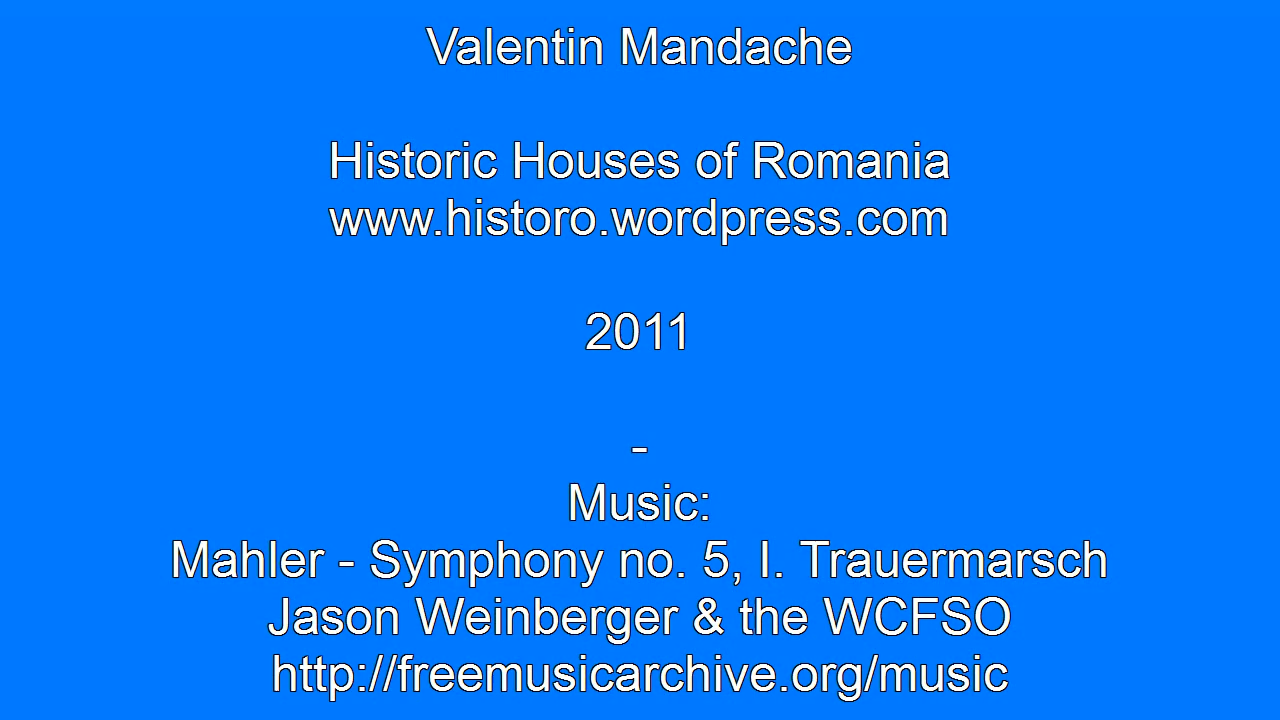 Valentin Mandache
Historic Houses of Romania
www.historo.wordpress.com
2011
-
Music:
Mahler - Symphony no. 5, I. Trauermarsch
Jason Weinberger & the WCFSO
http://freemusicarchive.org/music